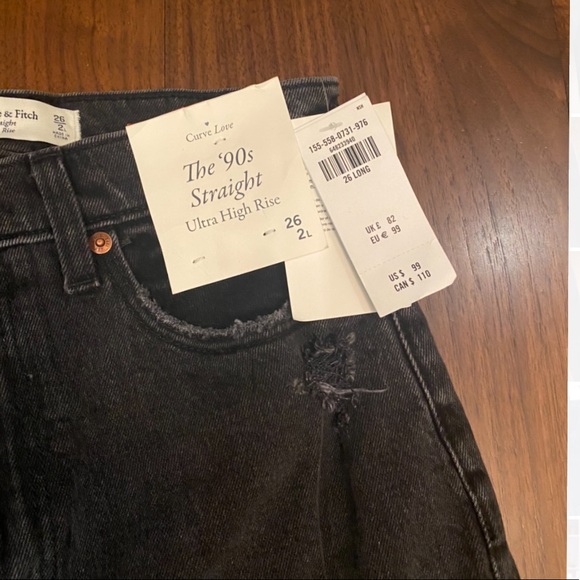 & Fitch
26
2L
Rise
Curve Love
The '90s
Straight
Ultra High Rise
26
2L
155-558-0731-976
648233940
26 LONG
UK £ 82
EU € 99
US $ 99
CAN $ 110